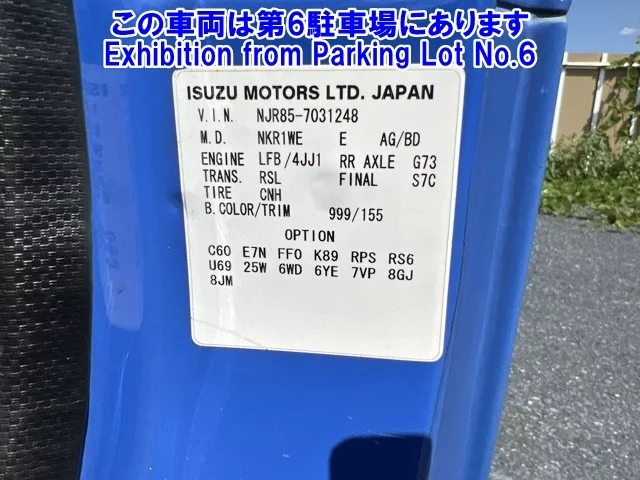 この車両は第6駐車場にあります
Exhibition from Parking Lot No.6
ISUZU MOTORS LTD. JAPAN
V.I.N. NJR85-7031248
M.D. NKR1WE E AG/BD
ENGINE LFB/4JJ1 RR AXLE G73
TRANS. RSL FINAL S7C
TIRE CNH
B.COLOR/TRIM 999/155
OPTION
C60 E7N FF0 K89 RPS RS6
U69 25W 6WD 6YE 7VP 8GJ
8JM